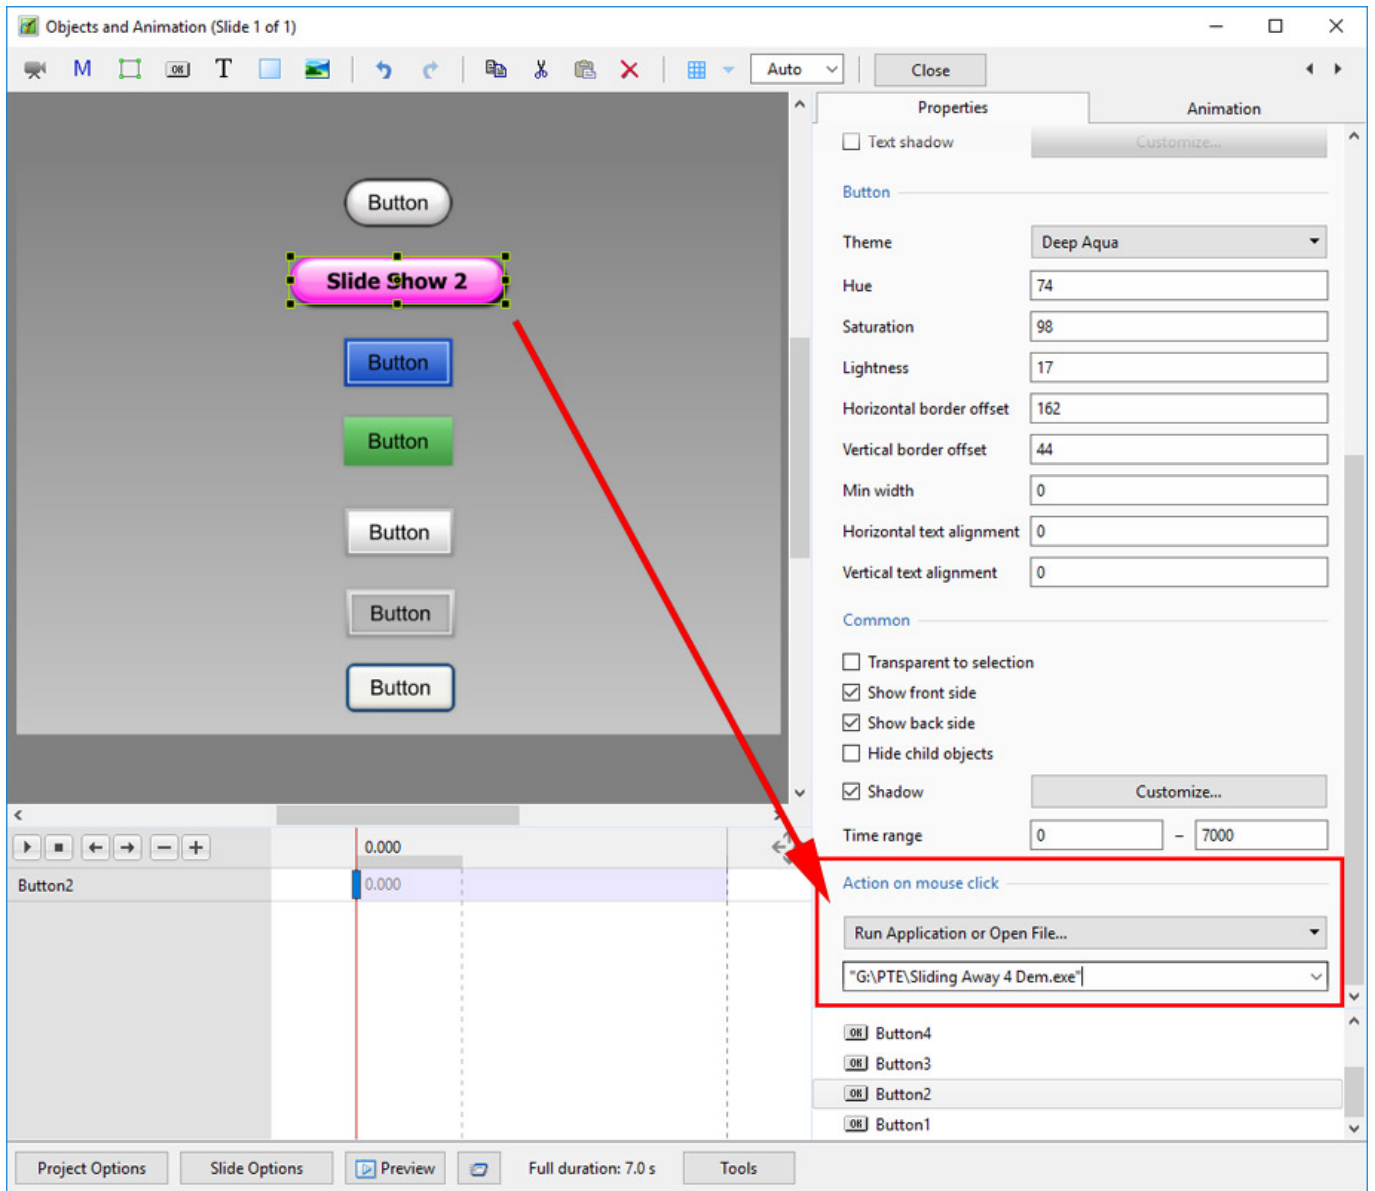 Objects and Animation (Slide 1 of 1)
M OK T Auto Close
Properties Animation
Text shadow Customize...
Button
Theme Deep Aqua
Hue 74
Saturation 98
Lightness 17
Horizontal border offset 162
Vertical border offset 44
Min width 0
Horizontal text alignment 0
Vertical text alignment 0
Common
Transparent to selection
Show front side
Show back side
Hide child objects
Shadow Customize...
Time range 0 – 7000
Action on mouse click
Run Application or Open File...
"G:\PTE\Sliding Away 4 Dem.exe"
OK Button4
OK Button3
OK Button2
OK Button1
Button
Slide Show 2
Button
Button
Button
Button
Button
0.000
Button2 0.000
Project Options Slide Options Preview Full duration: 7.0 s Tools